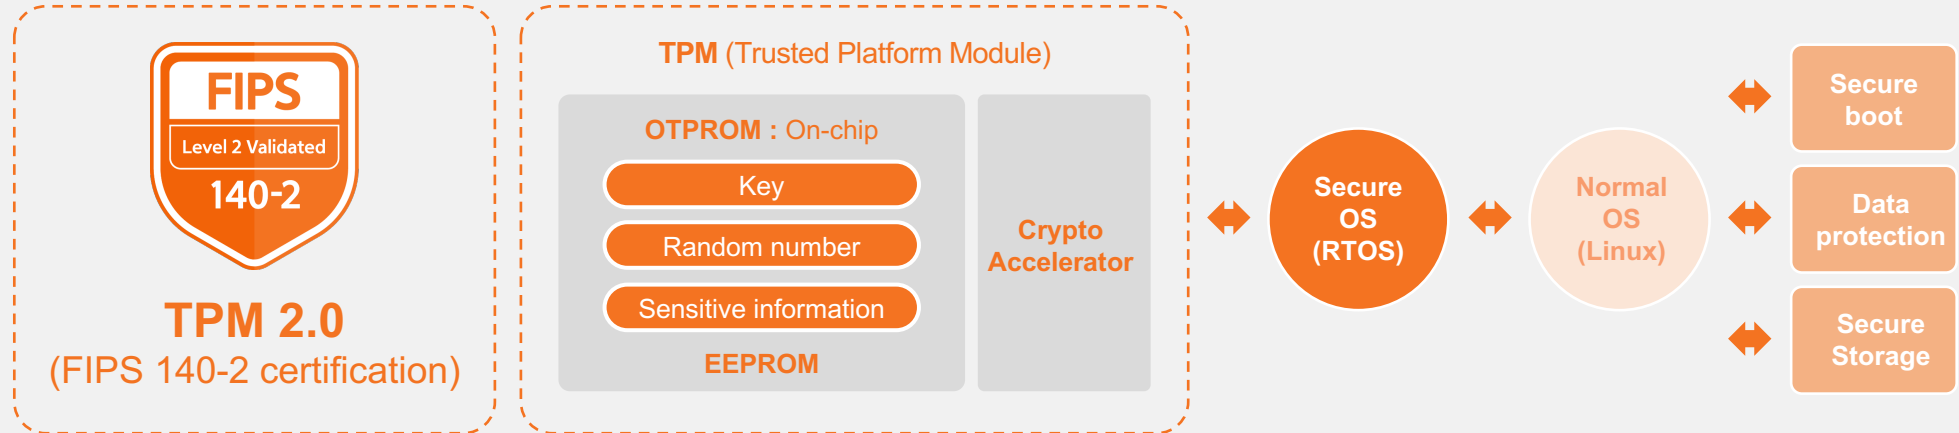 FIPS
Level 2 Validated
140-2
TPM 2.0
(FIPS 140-2 certification)
TPM (Trusted Platform Module)
OTPROM : On-chip
Key
Random number
Sensitive information
EEPROM
Crypto
Accelerator
Secure
OS
(RTOS)
Normal
OS
(Linux)
Secure
boot
Data
protection
Secure
Storage